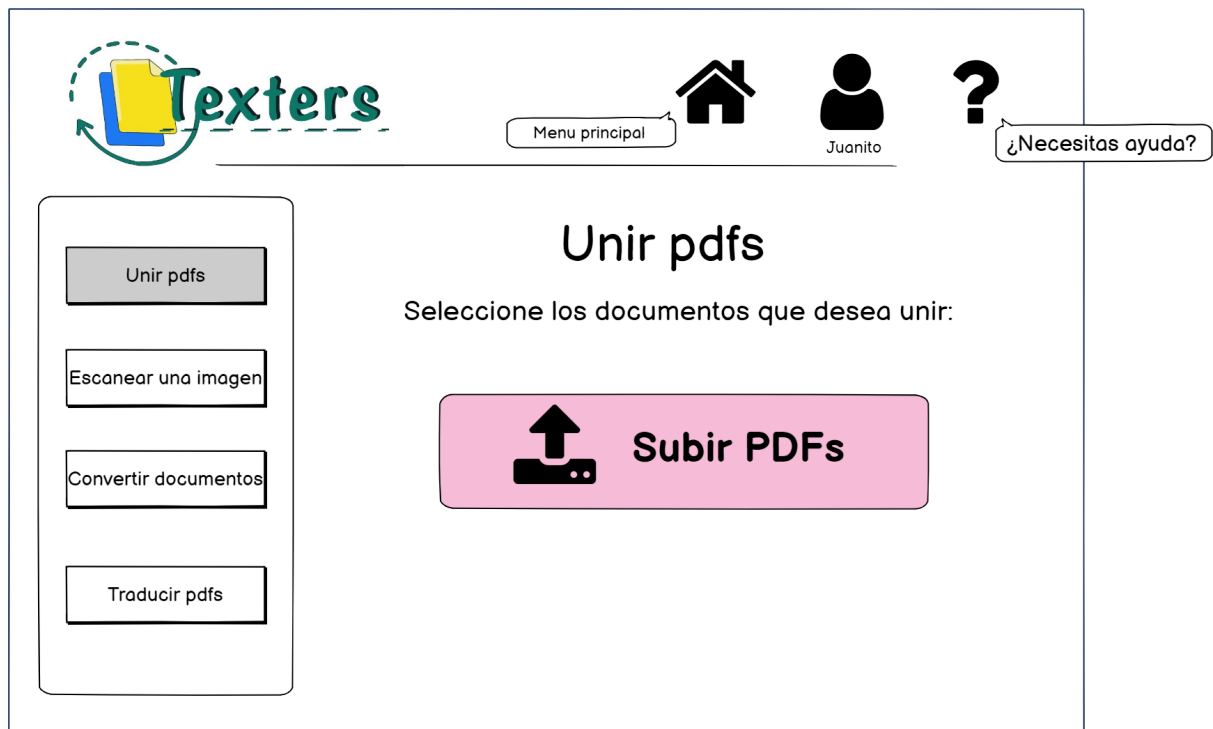 Texters
Menu principal
Juanito
¿Necesitas ayuda?
Unir pdfs
Escanear una imagen
Convertir documentos
Traducir pdfs
Unir pdfs
Seleccione los documentos que desea unir:
Subir PDFs